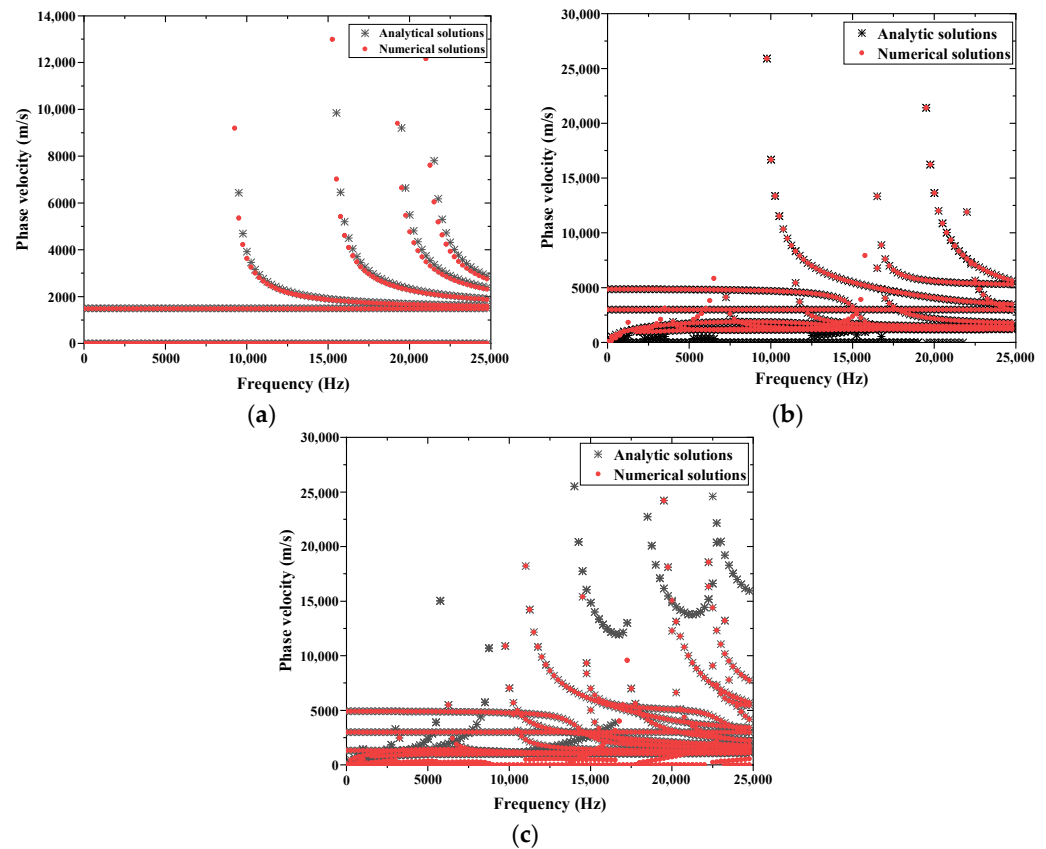 (a)
14,000
12,000
10,000
8000
6000
4000
2000
0
Phase velocity (m/s)
Analytical solutions
Numerical solutions
0 5000 10,000 15,000 20,000 25,000
Frequency (Hz)
30,000
25,000
20,000
15,000
10,000
5000
0
Phase velocity (m/s)
Analytic solutions
Numerical solutions
0 5000 10,000 15,000 20,000 25,000
Frequency (Hz)
(b)
30,000
25,000
20,000
15,000
10,000
5000
0
Phase velocity (m/s)
Analytic solutions
Numerical solutions
0 5000 10,000 15,000 20,000 25,000
Frequency (Hz)
(c)